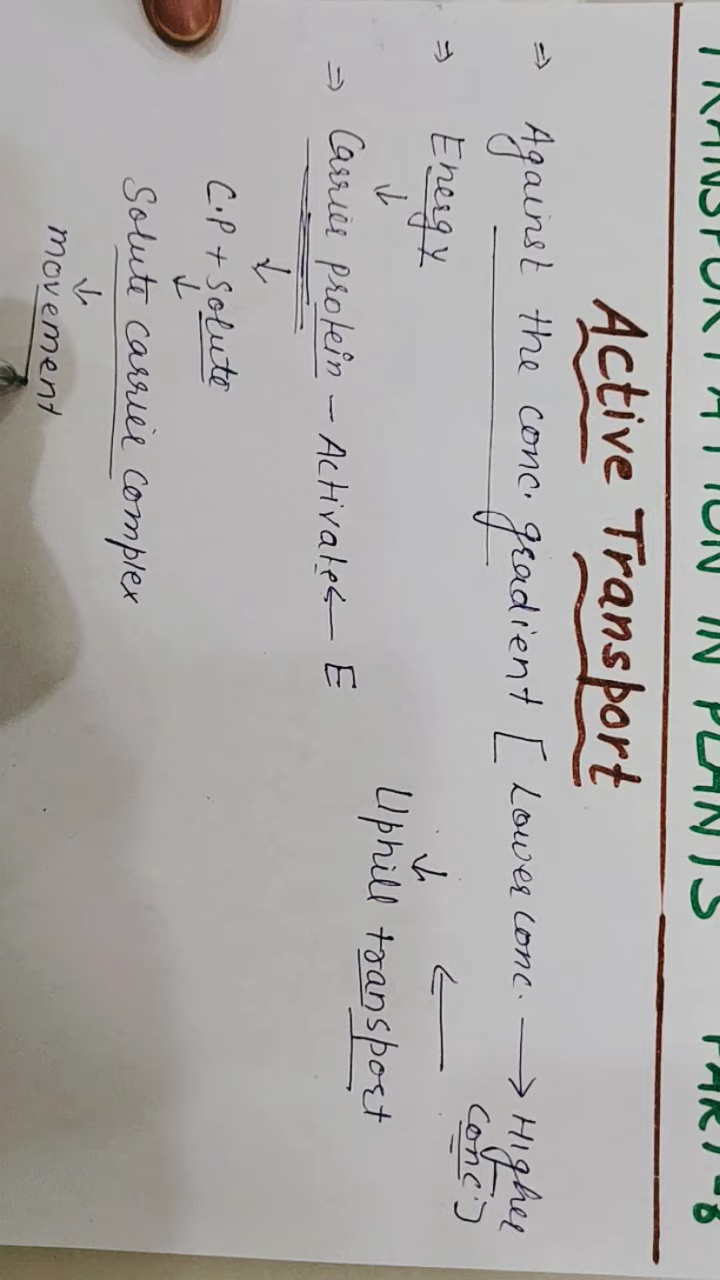 TRANSPORTATION IN PLANTS PART-8
Active Transport
⇒ Against the conc. gradient [Lower conc. → Higher conc.]
↓ ←
⇒ Energy Uphill transport
↓
⇒ Carrier protein - Activate ← E
↓
C.P + Solute
↓
Solute carrier complex
↓
movement